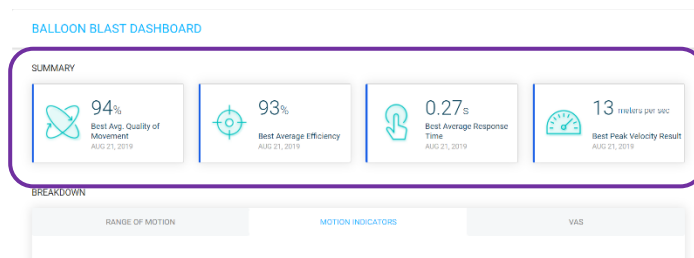 BALLOON BLAST DASHBOARD
SUMMARY
94%
Best Avg. Quality of
Movement
AUG 21, 2019
93%
Best Average Efficiency
AUG 21, 2019
0.27s
Best Average Response
Time
AUG 21, 2019
13 meters per sec
Best Peak Velocity Result
AUG 21, 2019
BREAKDOWN
RANGE OF MOTION
MOTION INDICATORS
VAS